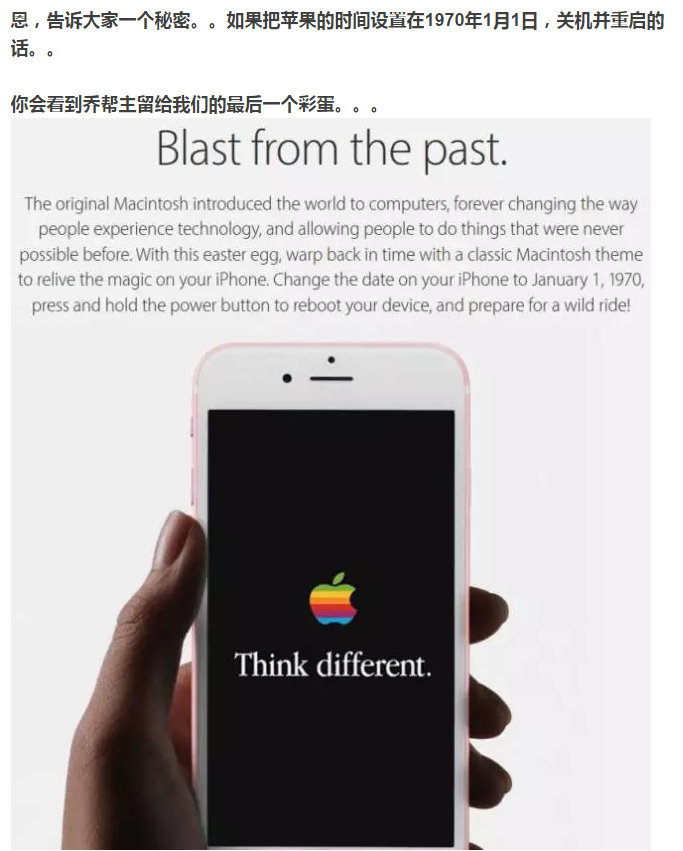 恩，告诉大家一个秘密。。如果把苹果的时间设置在1970年1月1日，关机并重启的
话。。
你会看到乔帮主留给我们的最后一个彩蛋。。。
Blast from the past.
The original Macintosh introduced the world to computers, forever changing the way
people experience technology, and allowing people to do things that were never
possible before. With this easter egg, warp back in time with a classic Macintosh theme
to relive the magic on your iPhone. Change the date on your iPhone to January 1, 1970,
press and hold the power button to reboot your device, and prepare for a wild ride!
Think different.